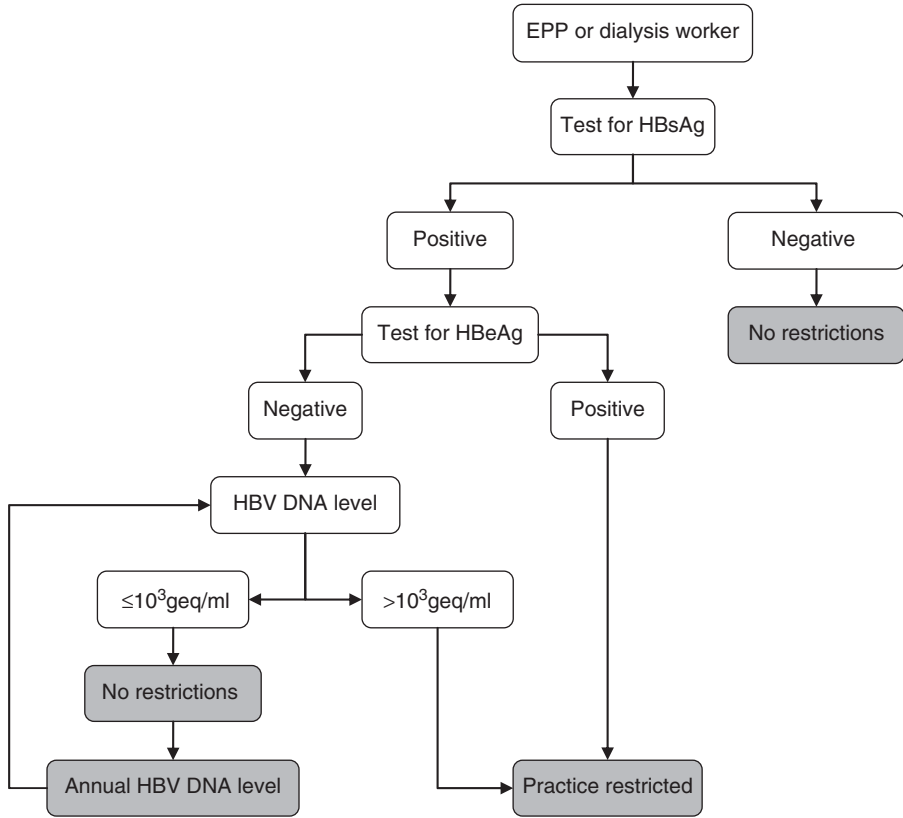 EPP or dialysis worker
Test for HBsAg
Positive
Negative
Test for HBeAg
No restrictions
Negative
Positive
HBV DNA level
≤10³geq/ml
>10³geq/ml
No restrictions
Annual HBV DNA level
Practice restricted